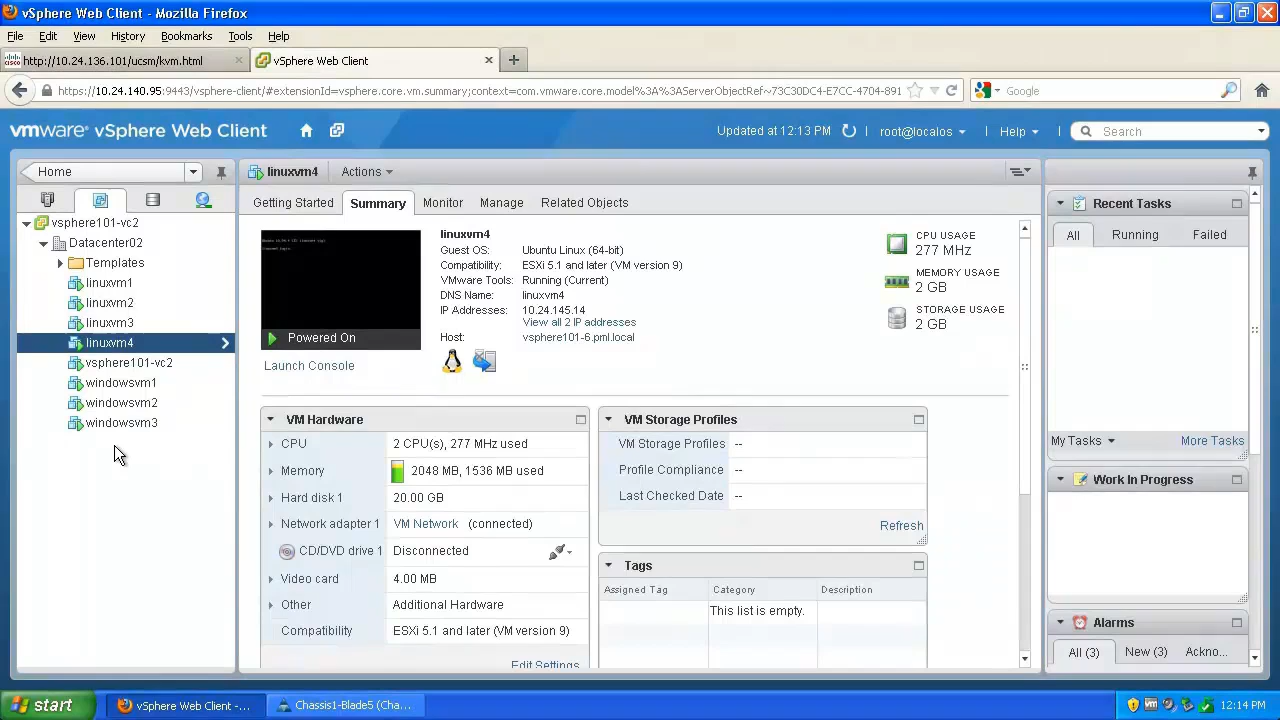 vSphere Web Client - Mozilla Firefox
File Edit View History Bookmarks Tools Help
http://10.24.136.101/ucsm/kvm.html
vSphere Web Client
https://10.24.140.95:9443/vsphere-client/#extensionId=vsphere.core.vm.summary;context=com.vmware.core.model%3A%3AServerObjectRef~73C30DC4-E7CC-4704-891
Google
vmware vSphere Web Client
Updated at 12:13 PM
root@localos
Help
Search
Home
vsphere101-vc2
Datacenter02
Templates
linuxvm1
linuxvm2
linuxvm3
linuxvm4
vsphere101-vc2
windowsvm1
windowsvm2
windowsvm3
linuxvm4 Actions
Getting Started Summary Monitor Manage Related Objects
Powered On
Launch Console
linuxvm4
Guest OS: Ubuntu Linux (64-bit)
Compatibility: ESXi 5.1 and later (VM version 9)
VMware Tools: Running (Current)
DNS Name: linuxvm4
IP Addresses: 10.24.145.14
View all 2 IP addresses
Host: vsphere101-6.pml.local
CPU USAGE
277 MHZ
MEMORY USAGE
2 GB
STORAGE USAGE
2 GB
VM Hardware
CPU 2 CPU(s), 277 MHz used
Memory 2048 MB, 1536 MB used
Hard disk 1 20.00 GB
Network adapter 1 VM Network (connected)
CD/DVD drive 1 Disconnected
Video card 4.00 MB
Other Additional Hardware
Compatibility ESXi 5.1 and later (VM version 9)
Edit Settings
VM Storage Profiles
VM Storage Profiles --
Profile Compliance --
Last Checked Date --
Refresh
Tags
Assigned Tag Category Description
This list is empty.
Recent Tasks
All Running Failed
My Tasks More Tasks
Work In Progress
Alarms
All (3) New (3) Ackno...
start
vSphere Web Client -...
Chassis1-Blade5 (Cha...
12:14 PM